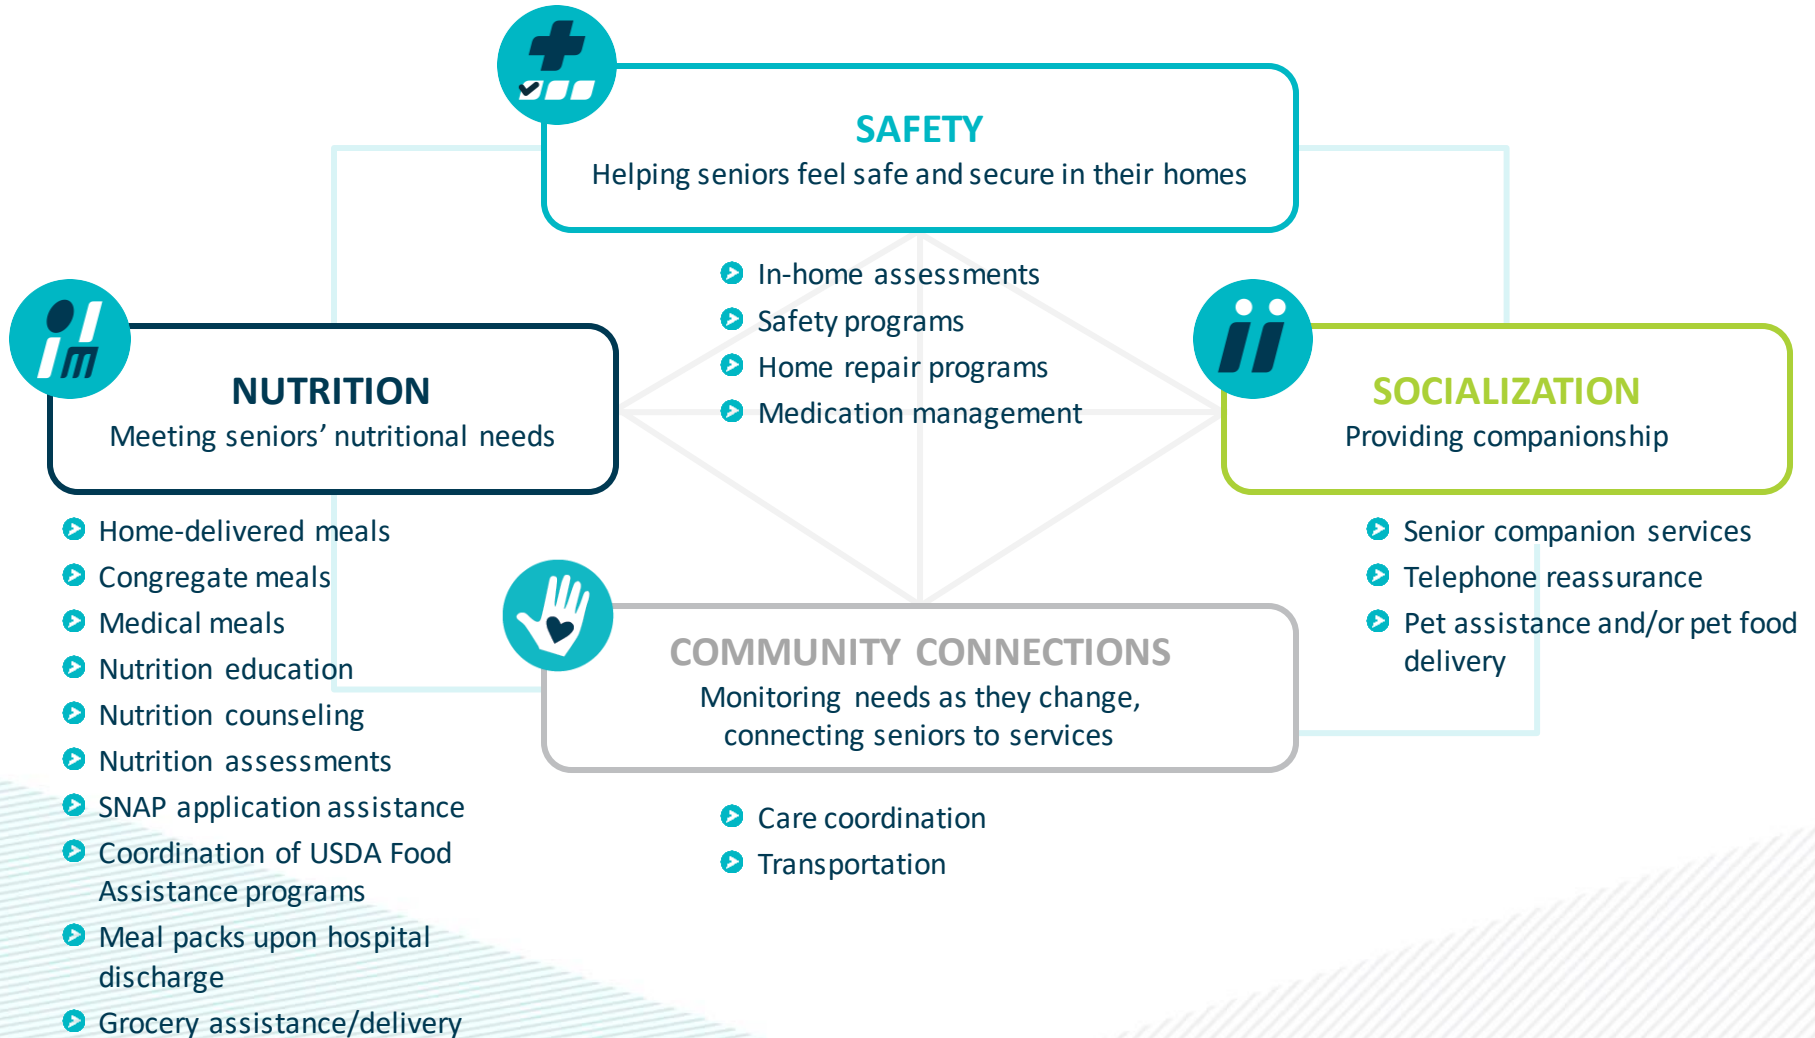 SAFETY
Helping seniors feel safe and secure in their homes
In-home assessments
Safety programs
Home repair programs
Medication management
NUTRITION
Meeting seniors’ nutritional needs
Home-delivered meals
Congregate meals
Medical meals
Nutrition education
Nutrition counseling
Nutrition assessments
SNAP application assistance
Coordination of USDA Food
Assistance programs
Meal packs upon hospital
discharge
Grocery assistance/delivery
SOCIALIZATION
Providing companionship
Senior companion services
Telephone reassurance
Pet assistance and/or pet food
delivery
COMMUNITY CONNECTIONS
Monitoring needs as they change,
connecting seniors to services
Care coordination
Transportation